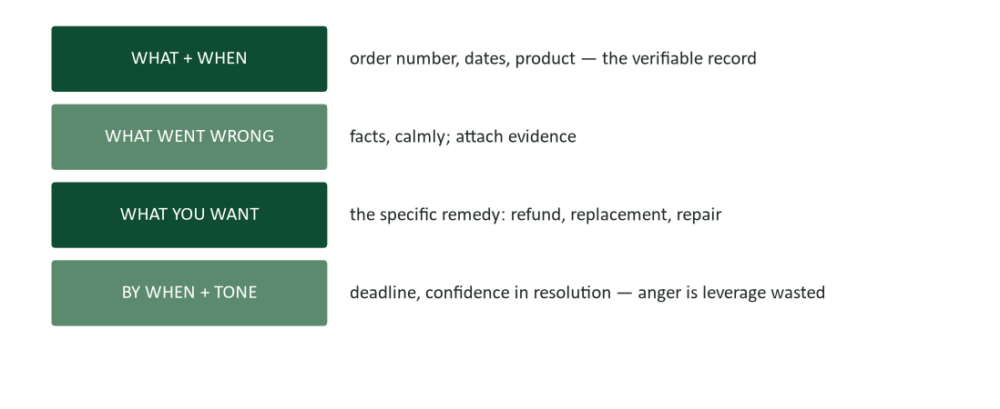 WHAT + WHEN
order number, dates, product — the verifiable record
WHAT WENT WRONG
facts, calmly; attach evidence
WHAT YOU WANT
the specific remedy: refund, replacement, repair
BY WHEN + TONE
deadline, confidence in resolution — anger is leverage wasted